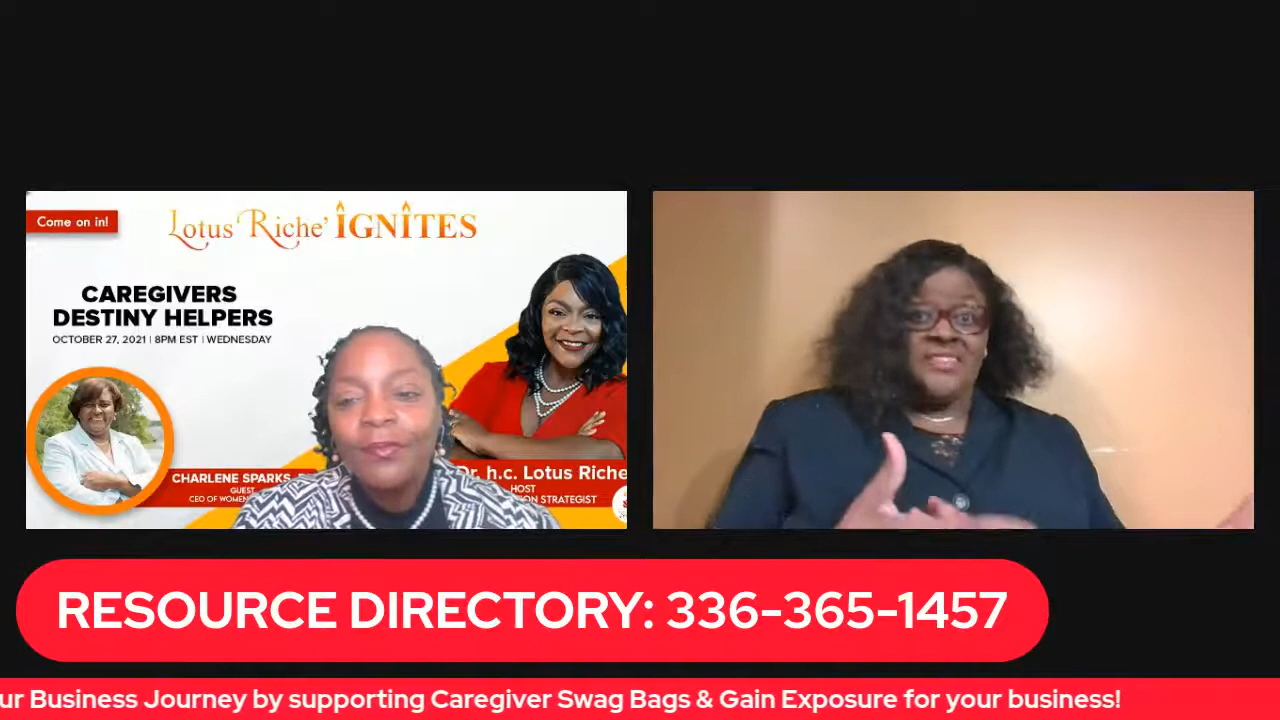 Come on in!
Lotus Riche' IGNITES
CAREGIVERS
DESTINY HELPERS
OCTOBER 27, 2021 | 8PM EST | WEDNESDAY
CHARLENE SPARKS
GUEST
CEO OF WOMEN
Dr. h.c. Lotus Riche
HOST
STRATEGIST
RESOURCE DIRECTORY: 336-365-1457
ur Business Journey by supporting Caregiver Swag Bags & Gain Exposure for your business!